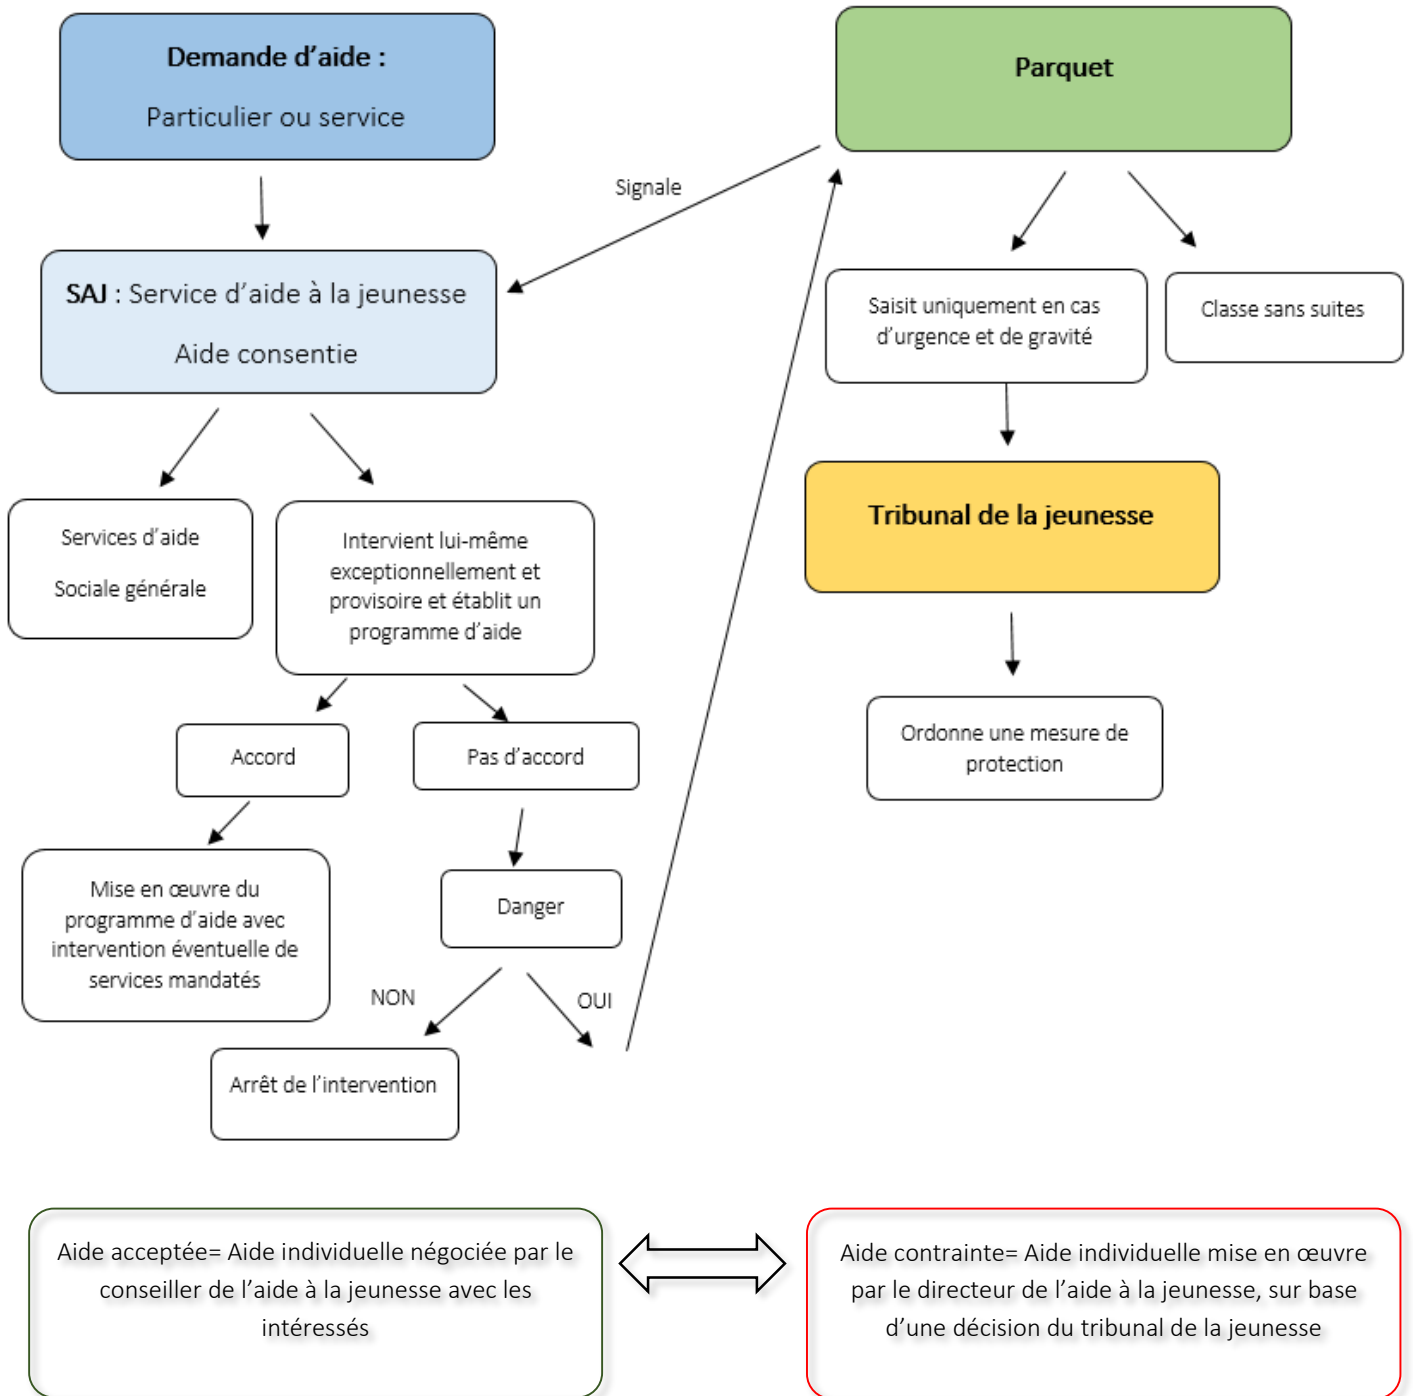 Demande d'aide :
Particulier ou service
Parquet
Signale
SAJ : Service d'aide à la jeunesse
Aide consentie
Saisit uniquement en cas
d'urgence et de gravité
Classe sans suites
Tribunal de la jeunesse
Services d'aide
Sociale générale
Intervient lui-même
exceptionnellement et
provisoire et établit un
programme d'aide
Ordonne une mesure de
protection
Accord
Pas d'accord
Mise en œuvre du
programme d'aide avec
intervention éventuelle de
services mandatés
Danger
NON
OUI
Arrêt de l'intervention
Aide acceptée= Aide individuelle négociée par le
conseiller de l'aide à la jeunesse avec les
intéressés
Aide contrainte= Aide individuelle mise en œuvre
par le directeur de l'aide à la jeunesse, sur base
d'une décision du tribunal de la jeunesse